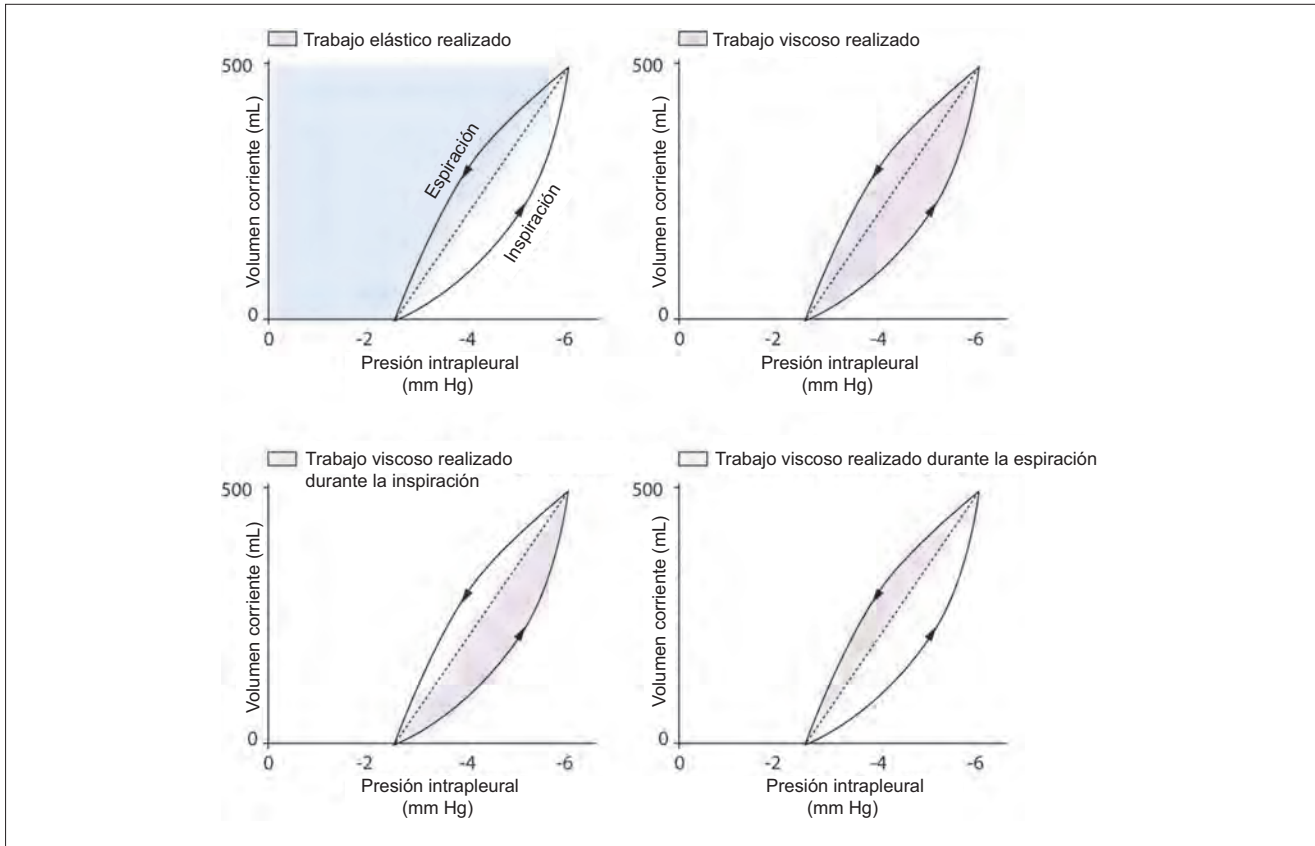 Trabajo elástico realizado
500
Volumen corriente (mL)
Espiración
Inspiración
0
0
-2
-4
-6
Presión intrapleural
(mm Hg)
Trabajo viscoso realizado
500
Volumen corriente (mL)
0
0
-2
-4
-6
Presión intrapleural
(mm Hg)
Trabajo viscoso realizado
durante la inspiración
500
Volumen corriente (mL)
0
0
-2
-4
-6
Presión intrapleural
(mm Hg)
Trabajo viscoso realizado durante la espiración
500
Volumen corriente (mL)
0
0
-2
-4
-6
Presión intrapleural
(mm Hg)